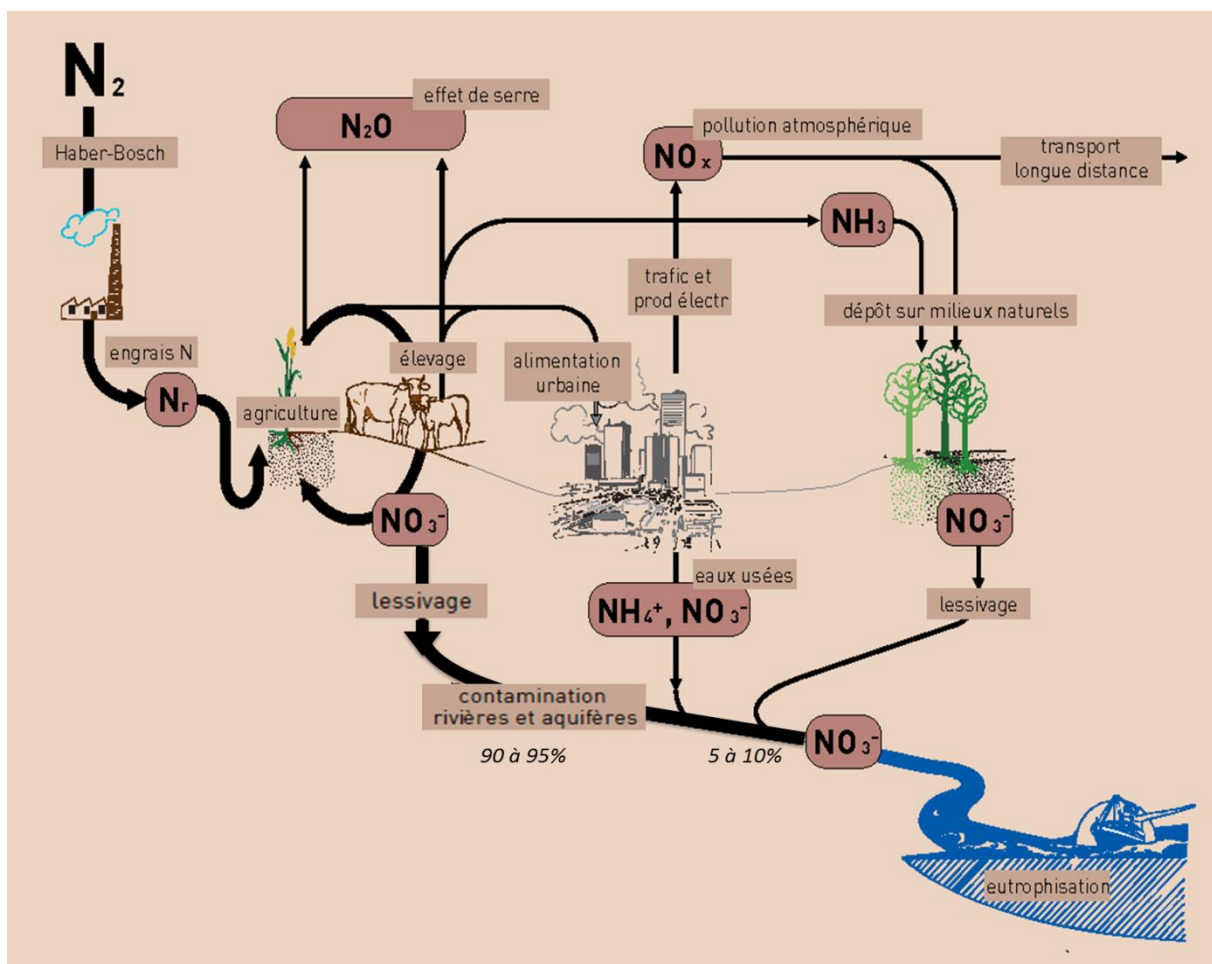 N₂
Haber-Bosch
engrais N
Nr
agriculture
effet de serre
N₂O
élevage
alimentation
urbaine
pollution atmosphérique
NOx
transport
longue distance
NH₃
trafic et
prod électr
dépôt sur milieux naturels
NO₃⁻
lessivage
eaux usées
NH₄⁺, NO₃⁻
NO₃⁻
lessivage
contamination
rivières et aquifères
90 à 95%
5 à 10%
NO₃⁻
eutrophisation